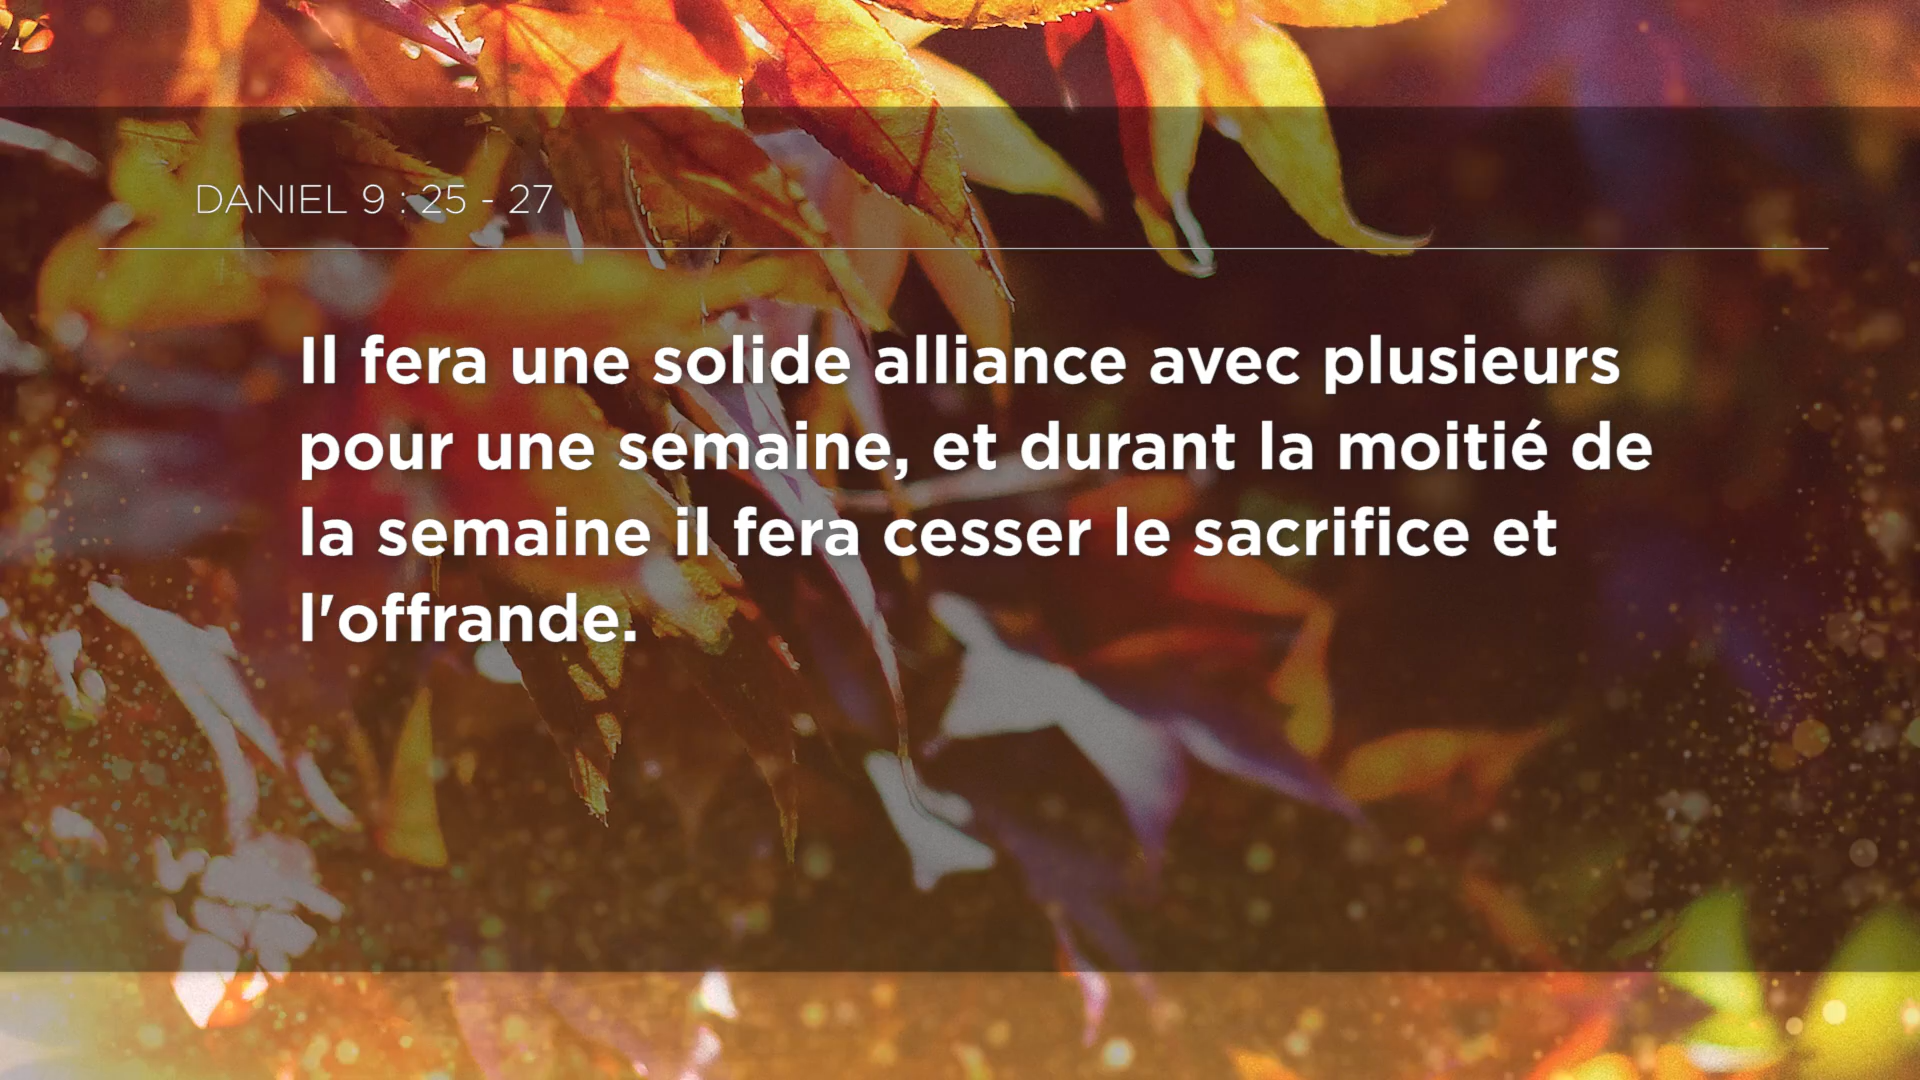 DANIEL 9 : 25 - 27
Il fera une solide alliance avec plusieurs
pour une semaine, et durant la moitié de
la semaine il fera cesser le sacrifice et
l'offrande.